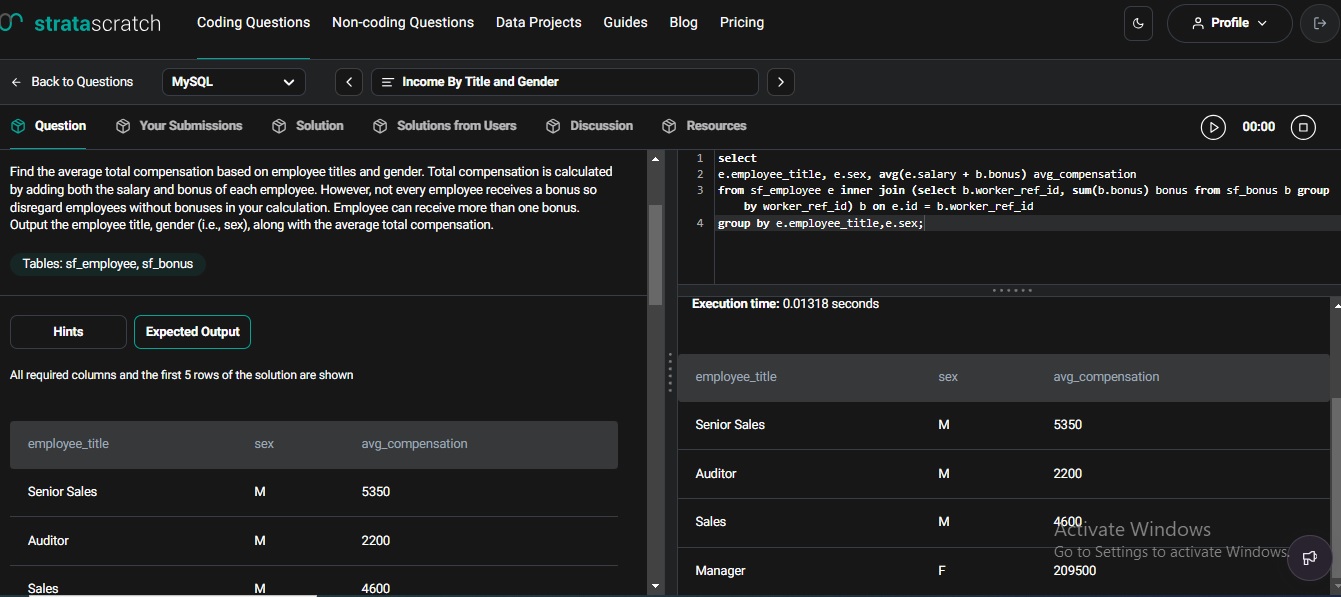 stratascratch
Coding Questions
Non-coding Questions
Data Projects
Guides
Blog
Pricing
Profile
Back to Questions
MySQL
Income By Title and Gender
Question
Your Submissions
Solution
Solutions from Users
Discussion
Resources
00:00
Find the average total compensation based on employee titles and gender. Total compensation is calculated
by adding both the salary and bonus of each employee. However, not every employee receives a bonus so
disregard employees without bonuses in your calculation. Employee can receive more than one bonus.
Output the employee title, gender (i.e., sex), along with the average total compensation.
Tables: sf_employee, sf_bonus
Hints
Expected Output
All required columns and the first 5 rows of the solution are shown
employee_title sex avg_compensation
Senior Sales M 5350
Auditor M 2200
Sales M 4600
1 select
2 e.employee_title, e.sex, avg(e.salary + b.bonus) avg_compensation
3 from sf_employee e inner join (select b.worker_ref_id, sum(b.bonus) bonus from sf_bonus b group
by worker_ref_id) b on e.id = b.worker_ref_id
4 group by e.employee_title,e.sex;
Execution time: 0.01318 seconds
employee_title sex avg_compensation
Senior Sales M 5350
Auditor M 2200
Sales M 4600
Manager F 209500
Activate Windows
Go to Settings to activate Windows.